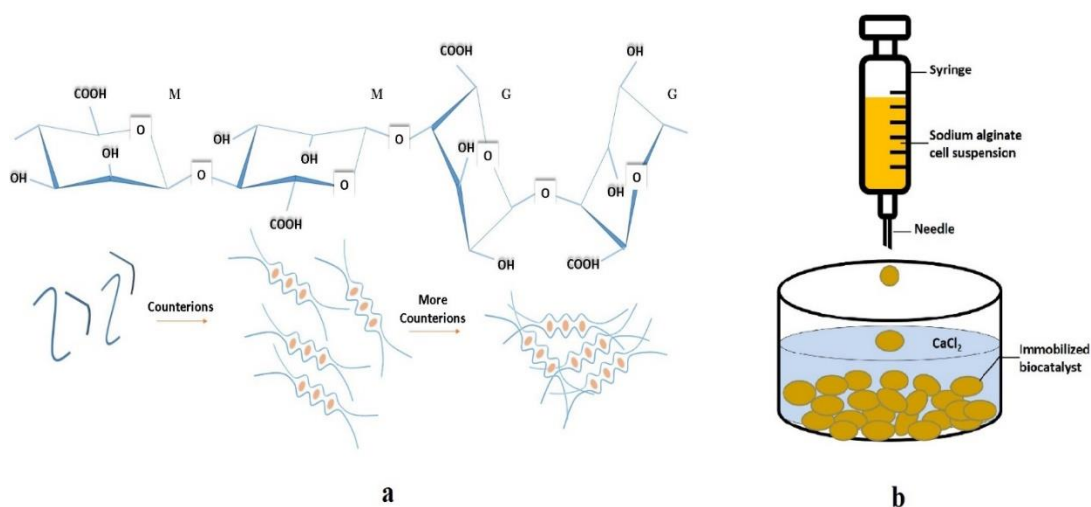 COOH
M
M
COOH
G
OH
G
O
OH
O
OH
OH
O
OH
OH
O
COOH
OH
O
O
OH
O
OH
COOH
Counterions
More
Counterions
a
Syringe
Sodium alginate
cell suspension
Needle
CaCl₂
Immobilized
biocatalyst
b